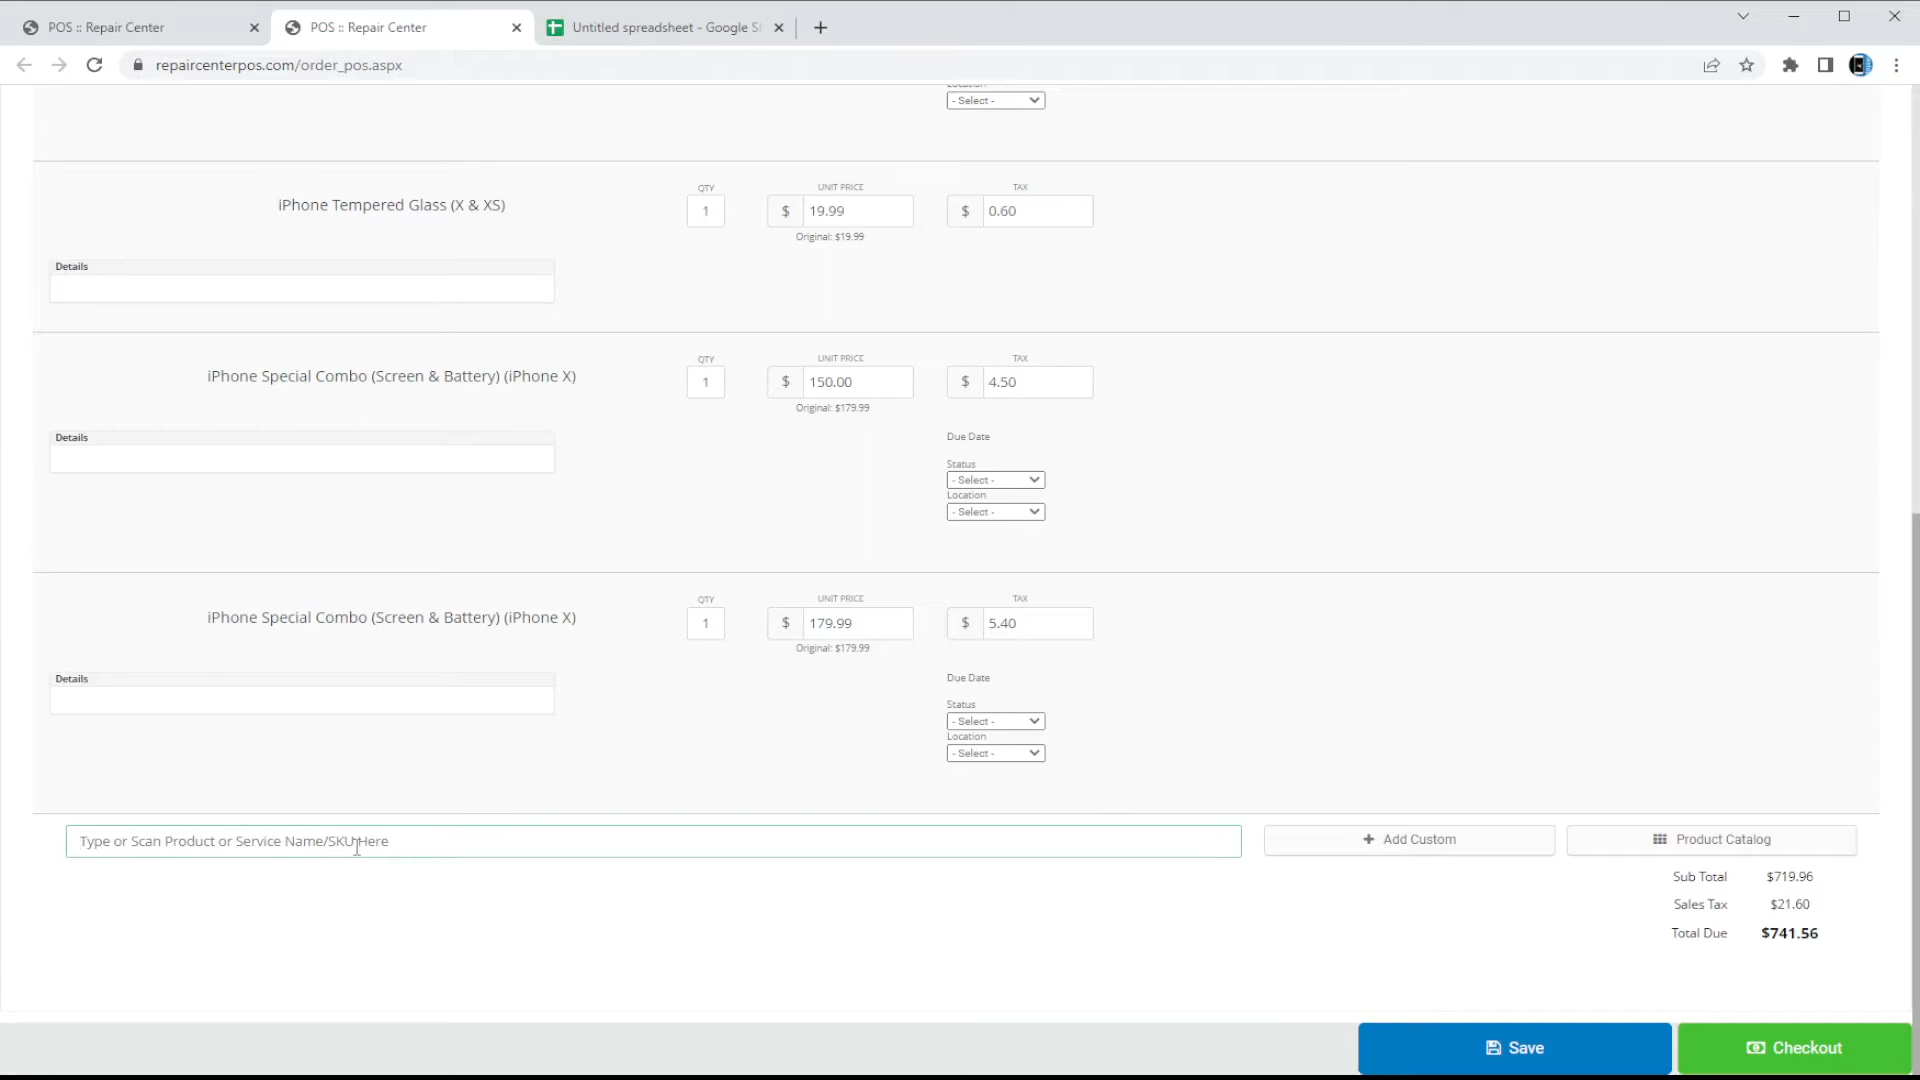 POS :: Repair Center
POS :: Repair Center
Untitled spreadsheet - Google S
repaircenterpos.com/order_pos.aspx
Location
- Select -
iPhone Tempered Glass (X & XS)
QTY
1
UNIT PRICE
$ 19.99
Original: $19.99
TAX
$ 0.60
Details
iPhone Special Combo (Screen & Battery) (iPhone X)
QTY
1
UNIT PRICE
$ 150.00
Original: $179.99
TAX
$ 4.50
Details
Due Date
Status
- Select -
Location
- Select -
iPhone Special Combo (Screen & Battery) (iPhone X)
QTY
1
UNIT PRICE
$ 179.99
Original: $179.99
TAX
$ 5.40
Details
Due Date
Status
- Select -
Location
- Select -
Type or Scan Product or Service Name/SKU Here
Add Custom
Product Catalog
Sub Total $719.96
Sales Tax $21.60
Total Due $741.56
Save
Checkout